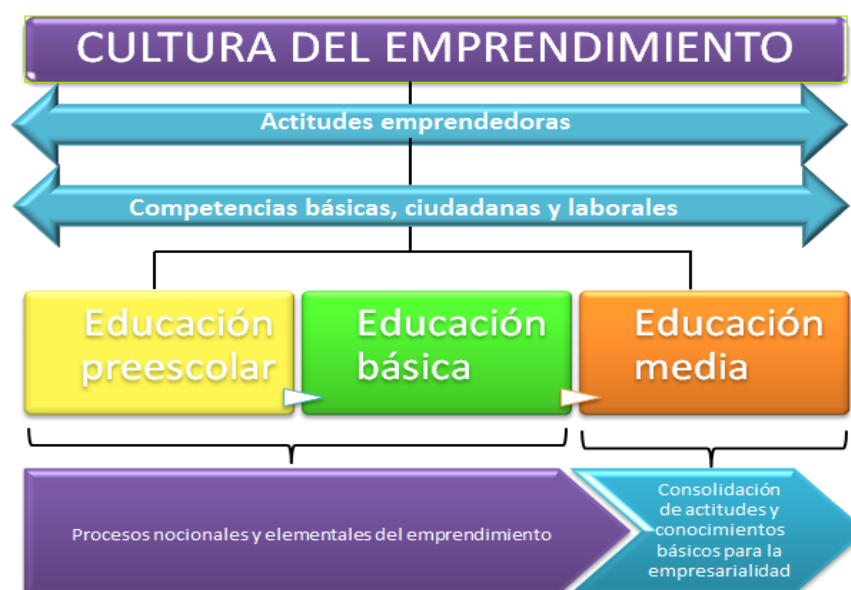 CULTURA DEL EMPRENDIMIENTO
Actitudes emprendedoras
Competencias básicas, ciudadanas y laborales
Educación
preescolar
Educación
básica
Educación
media
Procesos nocionales y elementales del emprendimiento
Consolidación
de actitudes y
conocimientos
básicos para la
empresarialidad